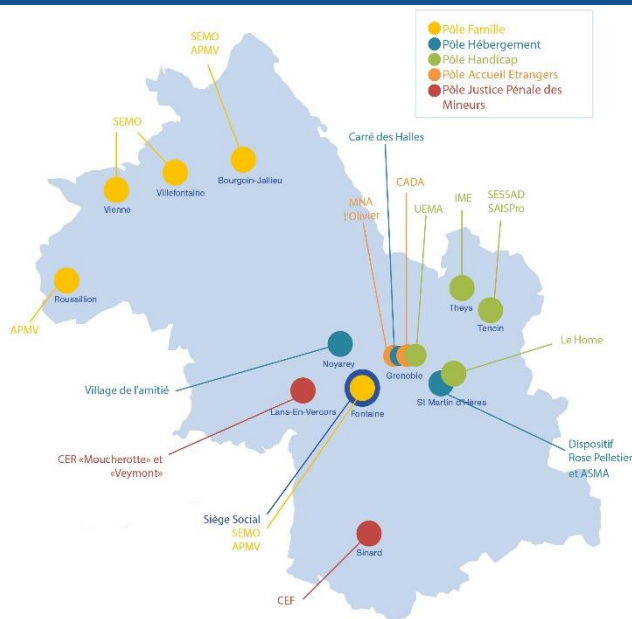 Pôle Famille
Pôle Hébergement
Pôle Handicap
Pôle Accueil Etrangers
Pôle Justice Pénale des
Mineurs
SEMO
APMV
SEMO
Carré des Halles
CADA
MNA
l'Olivier
UEMA
IME
SESSAD
SAISPro
Bourgoin-Jallieu
Villefontaine
Vienne
Roussillion
APMV
Theys
Tencin
Noyarey
Grenoble
Le Home
Village de l'amitié
Lans-En-Vercors
Fontaine
St Martin d'Hères
CER «Moucherotte» et
«Veymont»
Dispositif
Rose Pelletier
et ASMA
Siège Social
SEMO
APMV
Sinard
CEF